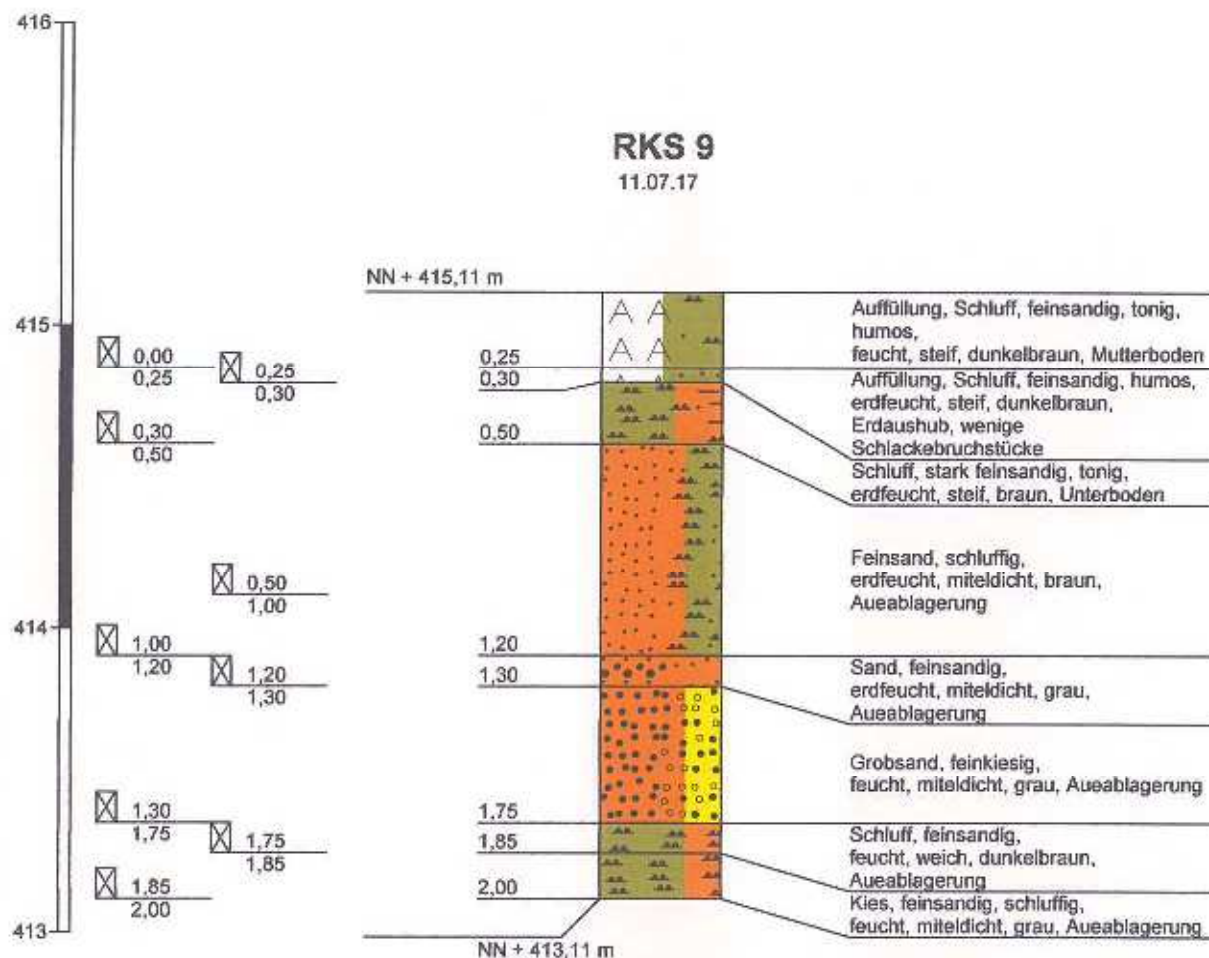 416
RKS 9
11.07.17
NN + 415,11 m
415
0,00
0,25
0,25
0,30
0,30
0,50
0,25
0,30
0,50
Auffüllung, Schluff, feinsandig, tonig,
humos,
feucht, steif, dunkelbraun, Mutterboden
Auffüllung, Schluff, feinsandig, humos,
erdfeucht, steif, dunkelbraun,
Erdaushub, wenige
Schlackebruchstücke
Schluff, stark feinsandig, tonig,
erdfeucht, steif, braun, Unterboden
0,50
1,00
Feinsand, schluffig,
erdfeucht, miteldicht, braun,
Aueablagerung
414
1,00
1,20
1,20
1,30
1,20
1,30
Sand, feinsandig,
erdfeucht, miteldicht, grau,
Aueablagerung
Grobsand, feinkiesig,
feucht, miteldicht, grau, Aueablagerung
1,30
1,75
1,75
1,85
1,85
2,00
1,75
1,85
2,00
Schluff, feinsandig,
feucht, weich, dunkelbraun,
Aueablagerung
Kies, feinsandig, schluffig,
feucht, miteldicht, grau, Aueablagerung
413
NN + 413,11 m